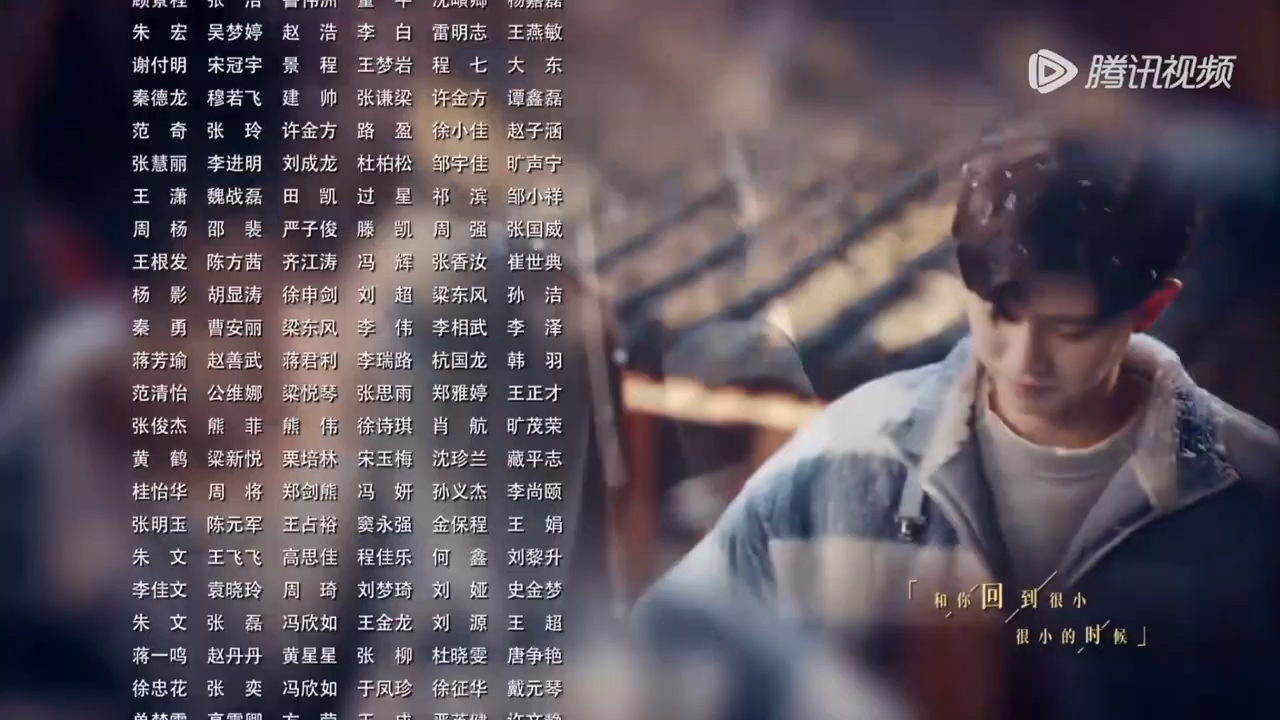 朱 宏 吴梦婷 赵 浩 李 白 雷明志 王燕敏
谢付明 宋冠宇 景 程 王梦岩 程 七 大 东
腾讯视频
秦德龙 穆若飞 建 帅 张谦梁 许金方 谭鑫磊
范 奇 张 玲 许金方 路 盈 徐小佳 赵子涵
张慧丽 李进明 刘成龙 杜柏松 邹宇佳 旷声宁
王 潇 魏战磊 田 凯 过 星 祁 滨 邹小祥
周 杨 邵 裴 严子俊 滕 凯 周 强 张国威
王根发 陈方茜 齐江涛 冯 辉 张香汝 崔世典
杨 影 胡显涛 徐申剑 刘 超 梁东风 孙 洁
秦 勇 曹安丽 梁东风 李 伟 李相武 李 泽
蒋芳瑜 赵善武 蒋君利 李瑞路 杭国龙 韩 羽
范清怡 公维娜 梁悦琴 张思雨 郑雅婷 王正才
张俊杰 熊 菲 熊 伟 徐诗琪 肖 航 旷茂荣
黄 鹤 梁新悦 栗培林 宋玉梅 沈珍兰 藏平志
桂怡华 周 将 郑剑熊 冯 妍 孙义杰 李尚颐
张明玉 陈元军 王占裕 窦永强 金保程 王 娟
朱 文 王飞飞 高思佳 程佳乐 何 鑫 刘黎升
李佳文 袁晓玲 周 琦 刘梦琦 刘 娅 史金梦
「和你回到很小
朱 文 张 磊 冯欣如 王金龙 刘 源 王 超
很小的时候」
蒋一鸣 赵丹丹 黄星星 张 柳 杜晓雯 唐争艳
徐忠花 张 奕 冯欣如 于凤珍 徐征华 戴元琴